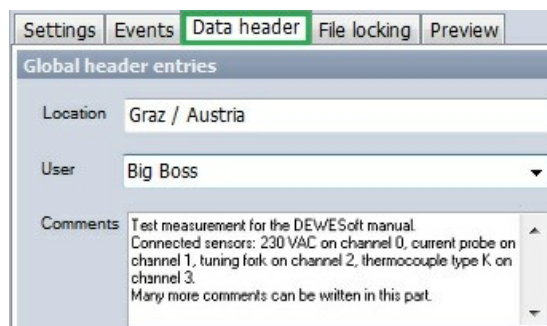 Settings Events Data header File locking Preview
Global header entries
Location Graz / Austria
User Big Boss
Comments Test measurement for the DEWESoft manual.
Connected sensors: 230 VAC on channel 0, current probe on
channel 1, tuning fork on channel 2, thermocouple type K on
channel 3.
Many more comments can be written in this part.